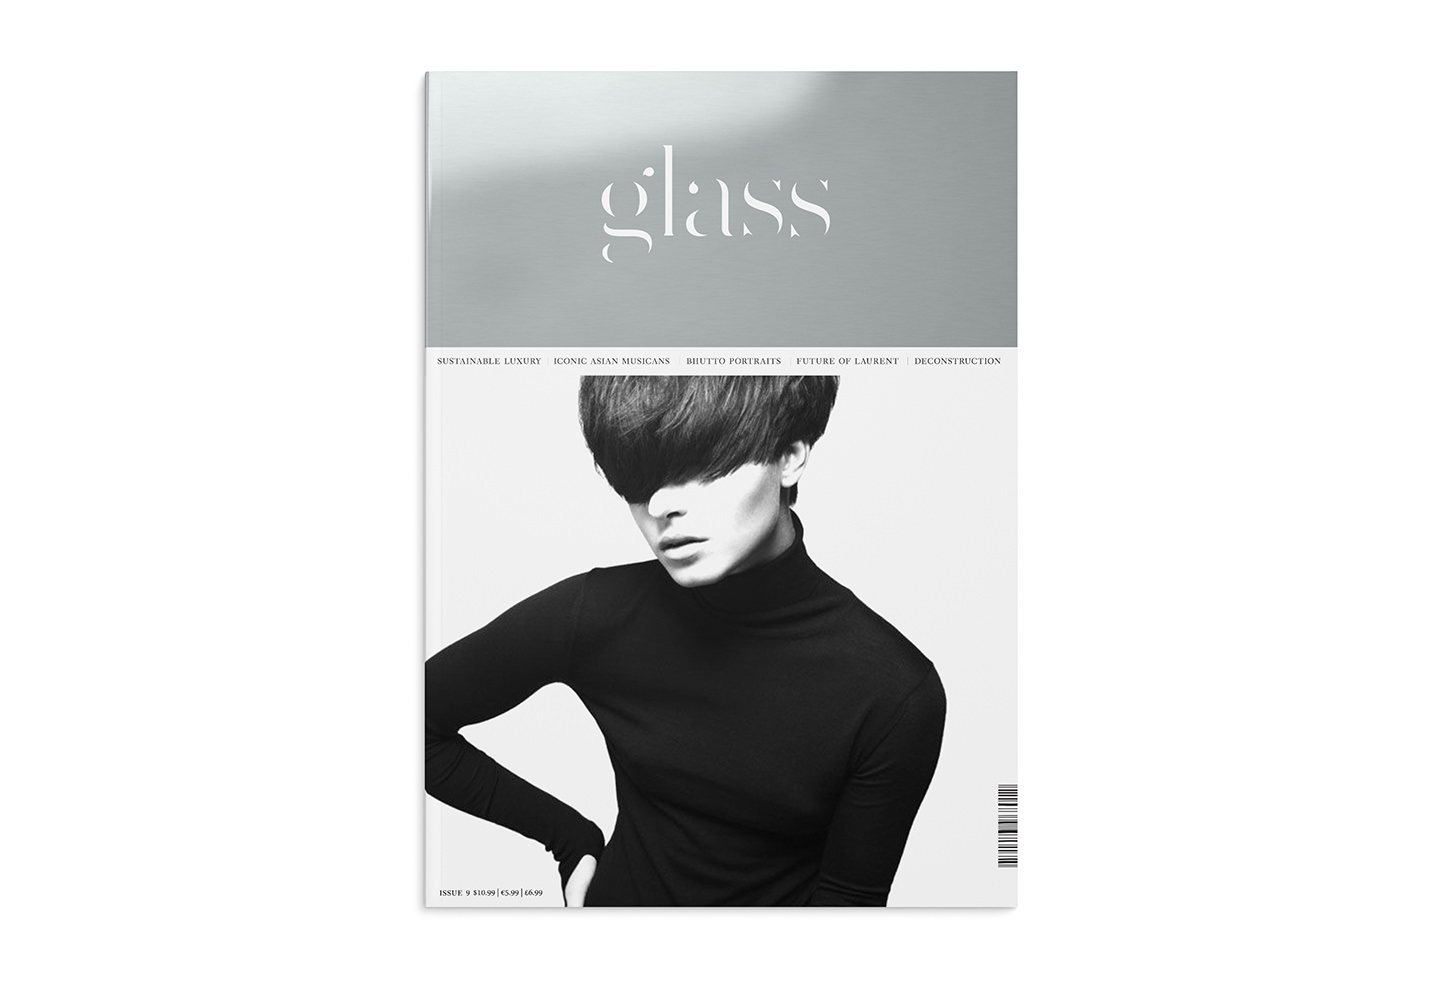 glass
SUSTAINABLE LUXURY | ICONIC ASIAN MUSICANS | BHUTTO PORTRAITS | FUTURE OF LAURENT | DECONSTRUCTION
ISSUE 9 $10.99 | €5.99 | £6.99